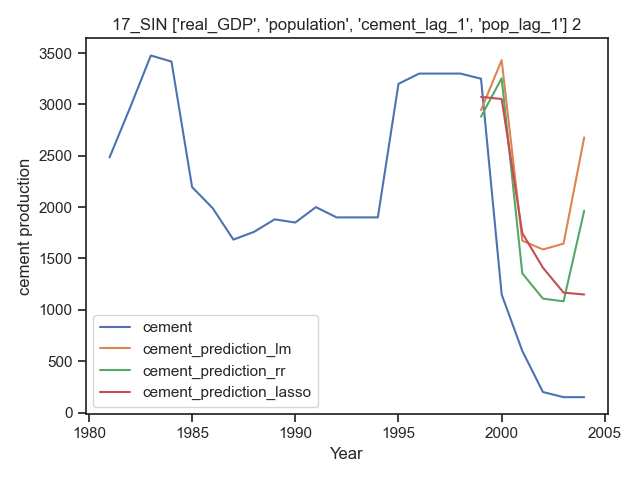 17_SIN ['real_GDP', 'population', 'cement_lag_1', 'pop_lag_1'] 2
cement production
3500
3000
2500
2000
1500
1000
500
0
cement
cement_prediction_lm
cement_prediction_rr
cement_prediction_lasso
1980
1985
1990
1995
2000
2005
Year